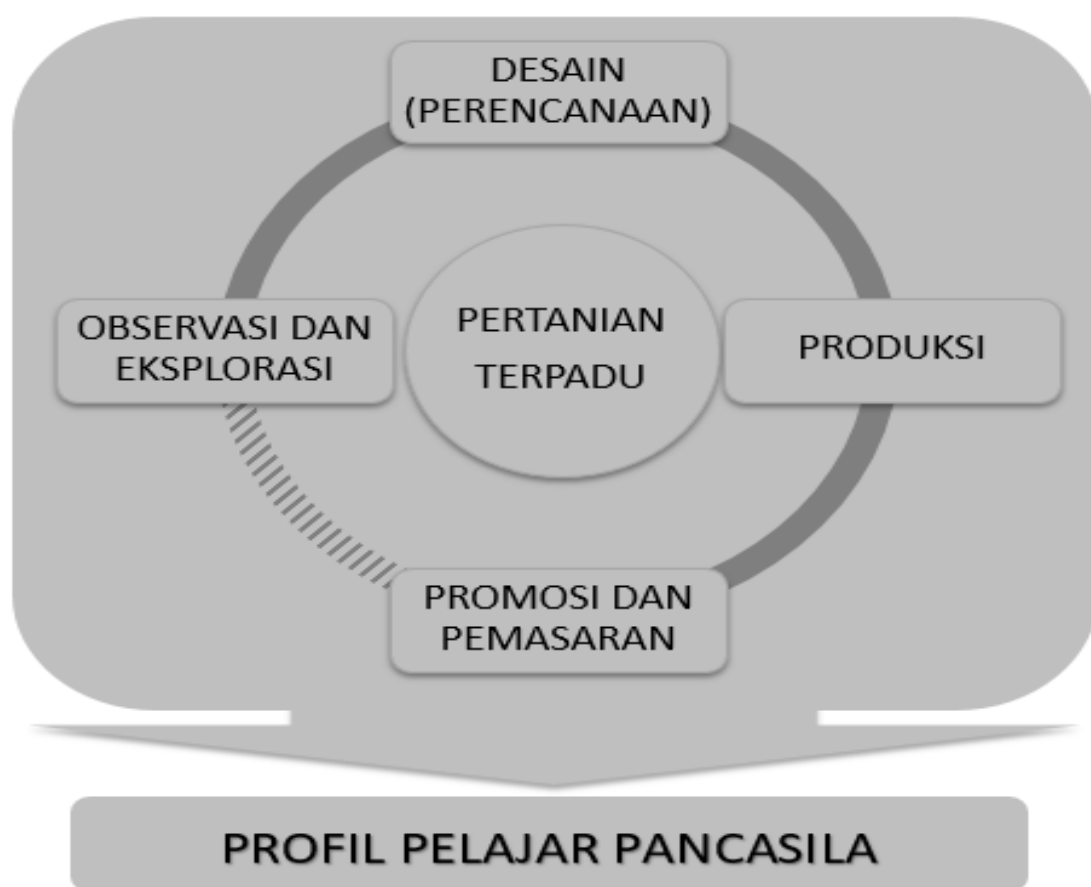 DESAIN
(PERENCANAAN)
OBSERVASI DAN
EKSPLORASI
PERTANIAN
TERPADU
PRODUKSI
PROMOSI DAN
PEMASARAN
PROFIL PELAJAR PANCASILA